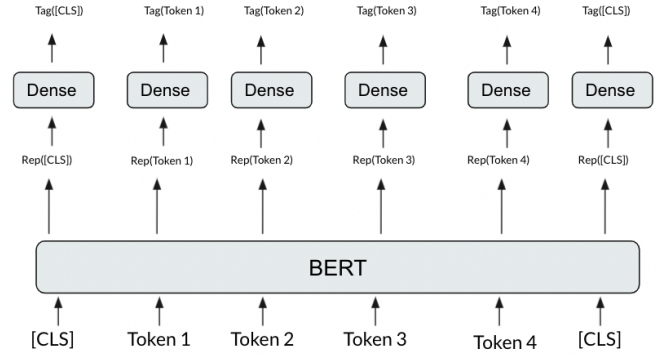 Tag([CLS]) Tag(Token 1) Tag(Token 2) Tag(Token 3) Tag(Token 4) Tag([CLS])
Dense Dense Dense Dense Dense Dense
Rep([CLS]) Rep(Token 1) Rep(Token 2) Rep(Token 3) Rep(Token 4) Rep([CLS])
BERT
[CLS] Token 1 Token 2 Token 3 Token 4 [CLS]